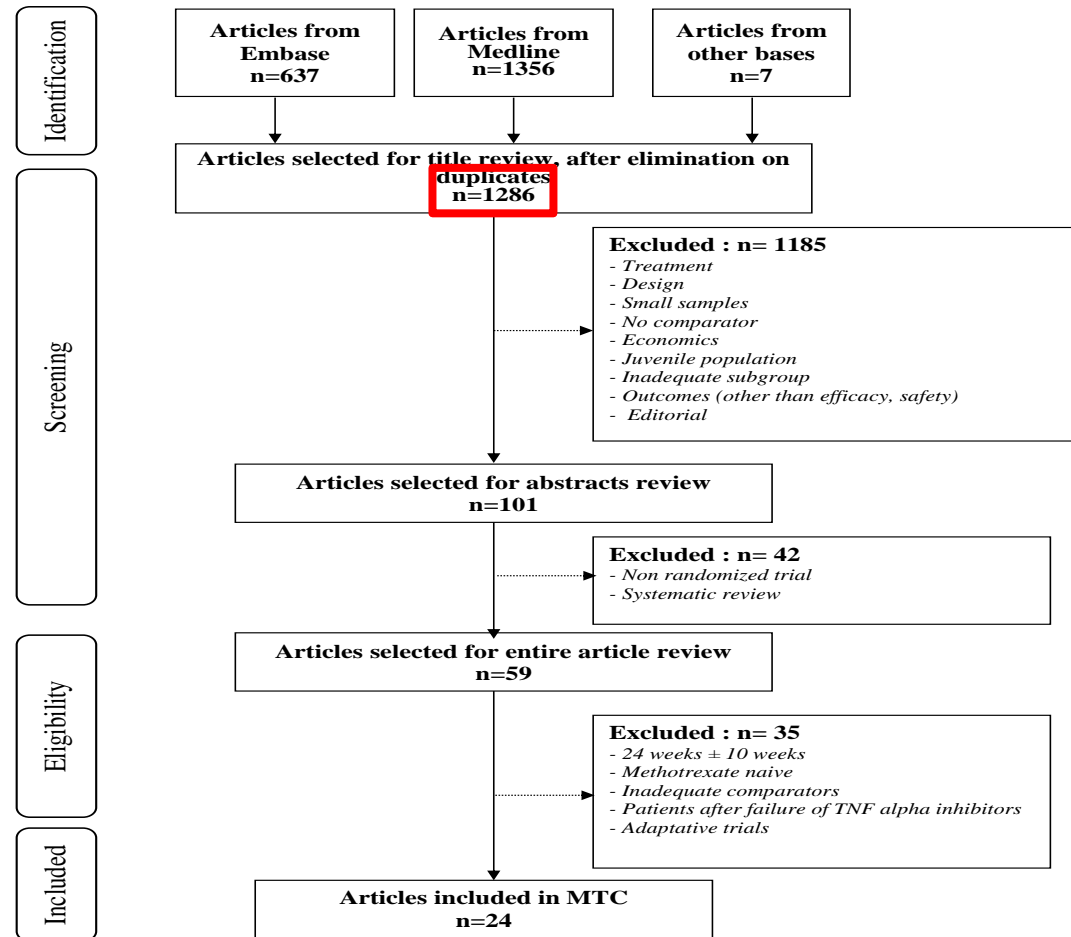 Identification
Articles from
Embase
n=637
Articles from
Medline
n=1356
Articles from
other bases
n=7
Articles selected for title review, after elimination on
duplicates
n=1286
Screening
Excluded : n= 1185
- Treatment
- Design
- Small samples
- No comparator
- Economics
- Juvenile population
- Inadequate subgroup
- Outcomes (other than efficacy, safety)
- Editorial
Articles selected for abstracts review
n=101
Excluded : n= 42
- Non randomized trial
- Systematic review
Eligibility
Articles selected for entire article review
n=59
Excluded : n= 35
- 24 weeks ± 10 weeks
- Methotrexate naive
- Inadequate comparators
- Patients after failure of TNF alpha inhibitors
- Adaptative trials
Included
Articles included in MTC
n=24